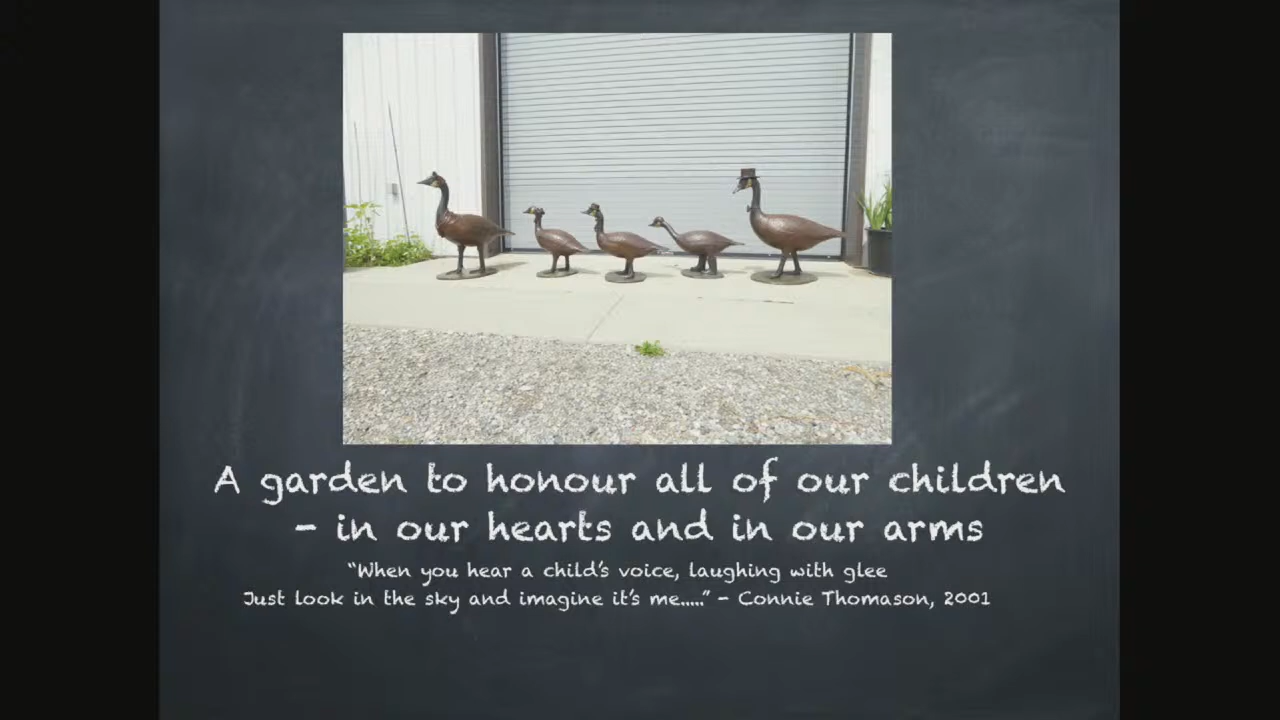 A garden to honour all of our children
- in our hearts and in our arms
“When you hear a child’s voice, laughing with glee
Just look in the sky and imagine it’s me.....” - Connie Thomason, 2001